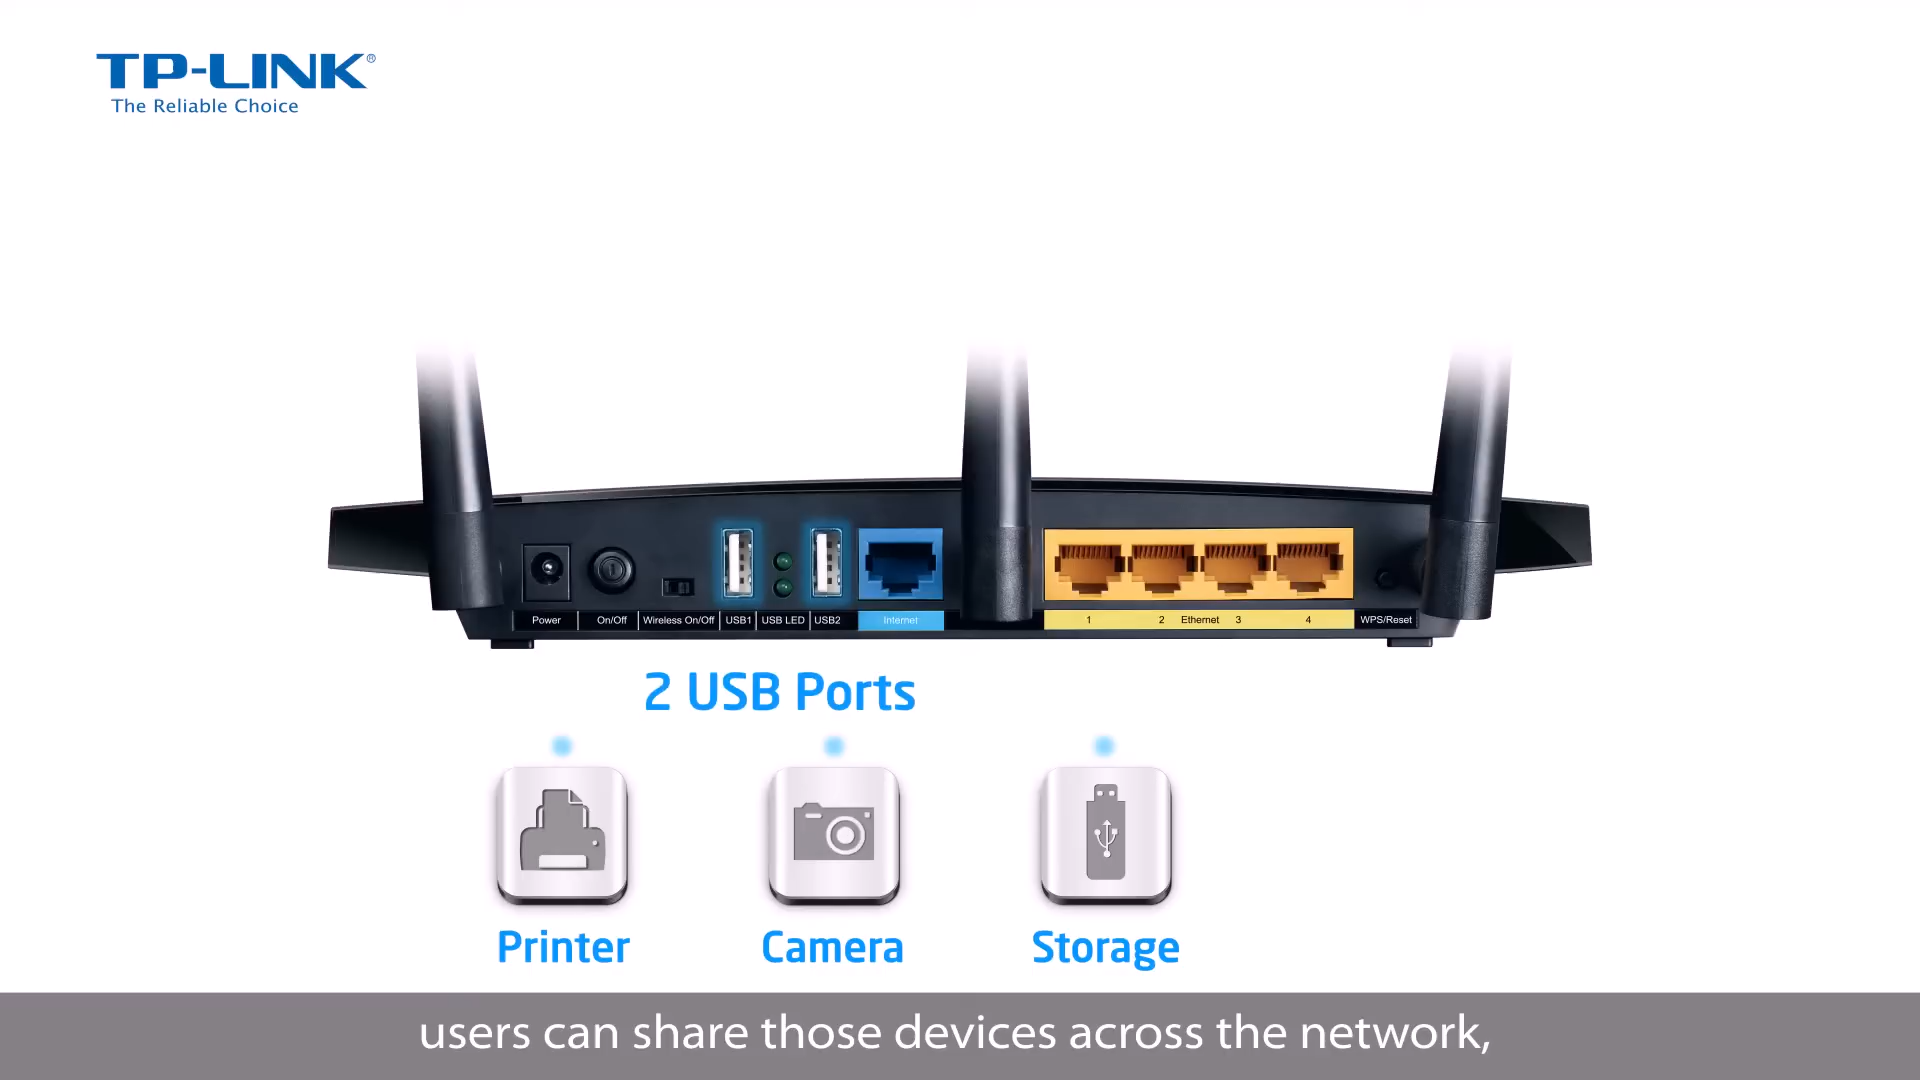 TP-LINK®
The Reliable Choice
Power On/Off Wireless On/Off USB1 USB LED USB2 Internet 1 2 Ethernet 3 4 WPS/Reset
2 USB Ports
Printer Camera Storage
users can share those devices across the network,